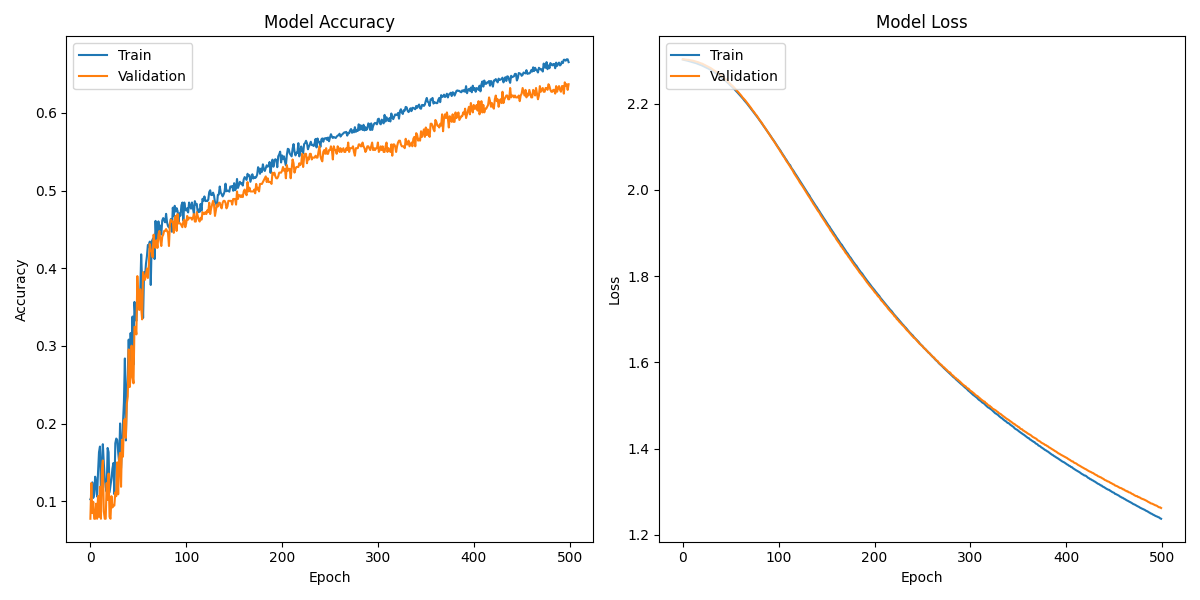 Model Accuracy
Train
Validation
0.6
0.5
0.4
0.3
0.2
0.1
Accuracy
0 100 200 300 400 500
Epoch
Model Loss
Train
Validation
2.2
2.0
1.8
1.6
1.4
1.2
Loss
0 100 200 300 400 500
Epoch